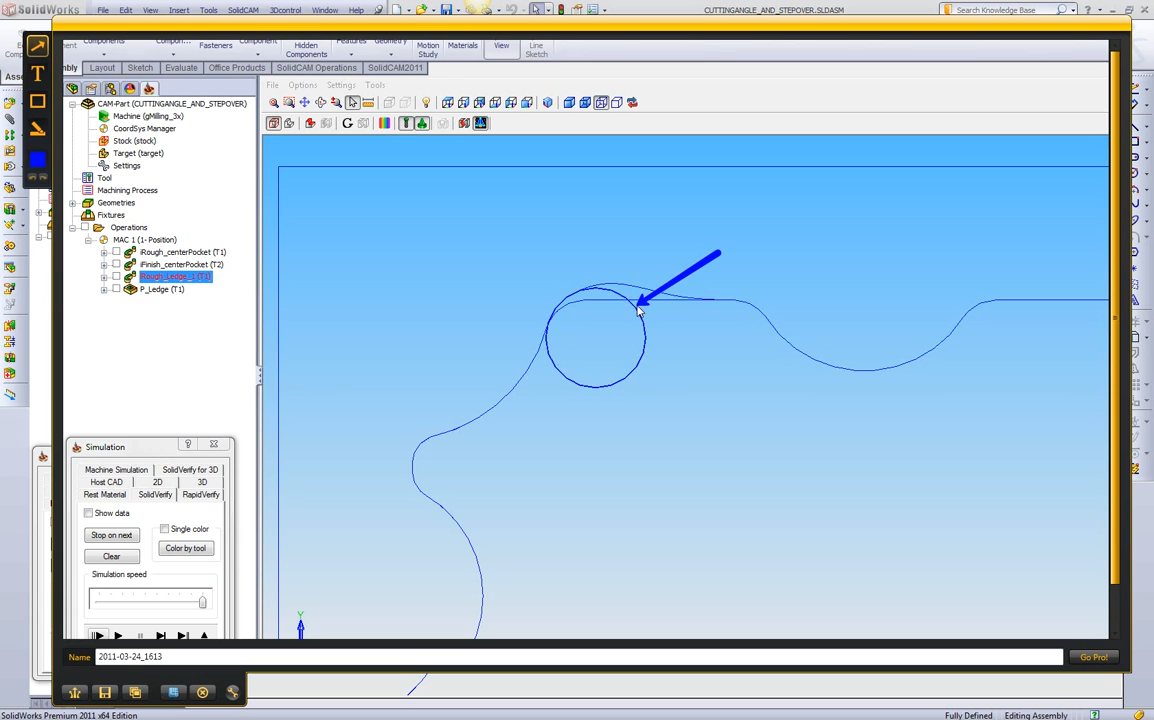 SolidWorks
File Edit View Insert Tools SolidCAM 3Dcontrol Window Help
CUTTINGANGLE_AND_STEPOVER.SLDASM
Search Knowledge Base
Components
Fasteners
Hidden Components
Features
Geometry
Motion Study
Materials
View
Line Sketch
Layout Sketch Evaluate Office Products SolidCAM Operations SolidCAM2011
File Options Settings Tools
CAM-Part (CUTTINGANGLE_AND_STEPOVER)
Machine (gMilling_3x)
CoordSys Manager
Stock (stock)
Target (target)
Settings
Tool
Machining Process
Geometries
Fixtures
Operations
MAC 1 (1- Position)
iRough_centerPocket (T1)
iFinish_centerPocket (T2)
iRough_Ledge_1 (T1)
P_Ledge (T1)
Simulation
Machine Simulation SolidVerify for 3D
Host CAD 2D 3D
Rest Material SolidVerify RapidVerify
Show data
Stop on next
Single color
Clear
Color by tool
Simulation speed
Y
Name 2011-03-24_1613
Go Pro!
SolidWorks Premium 2011 x64 Edition
Fully Defined Editing Assembly